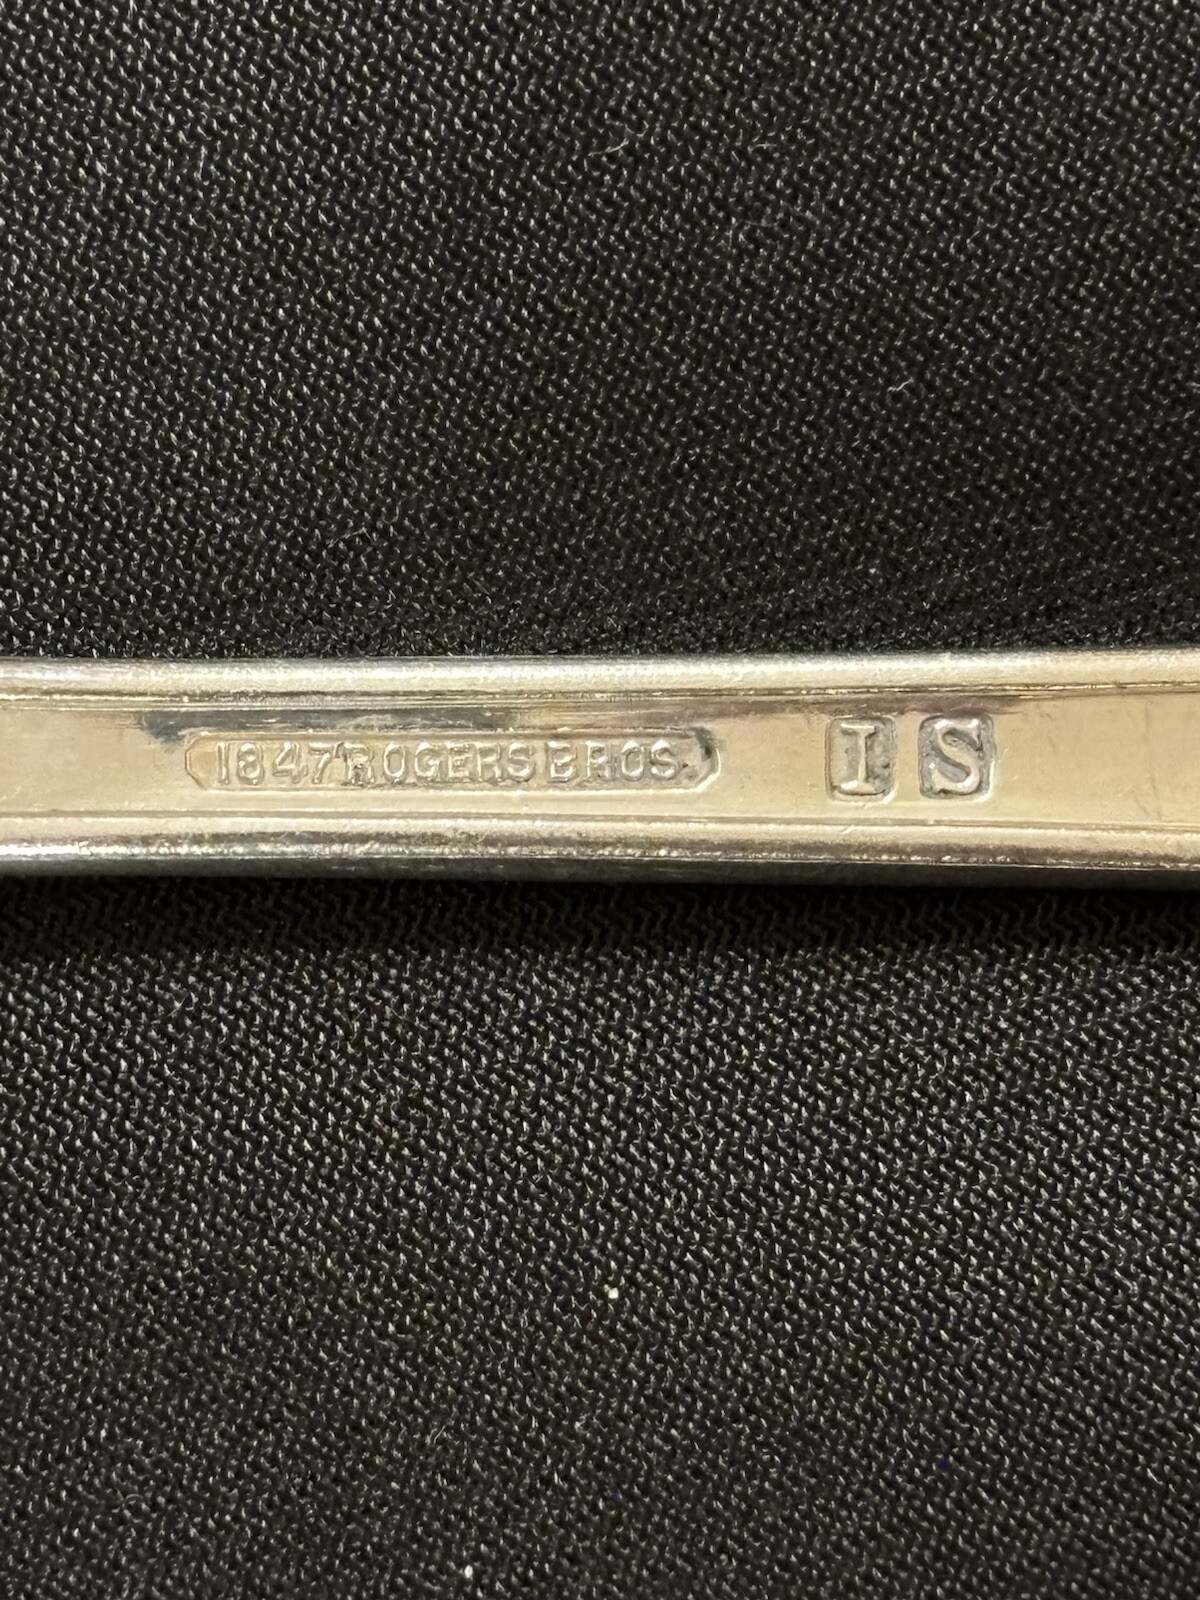 1847 ROGERS BROS. I S